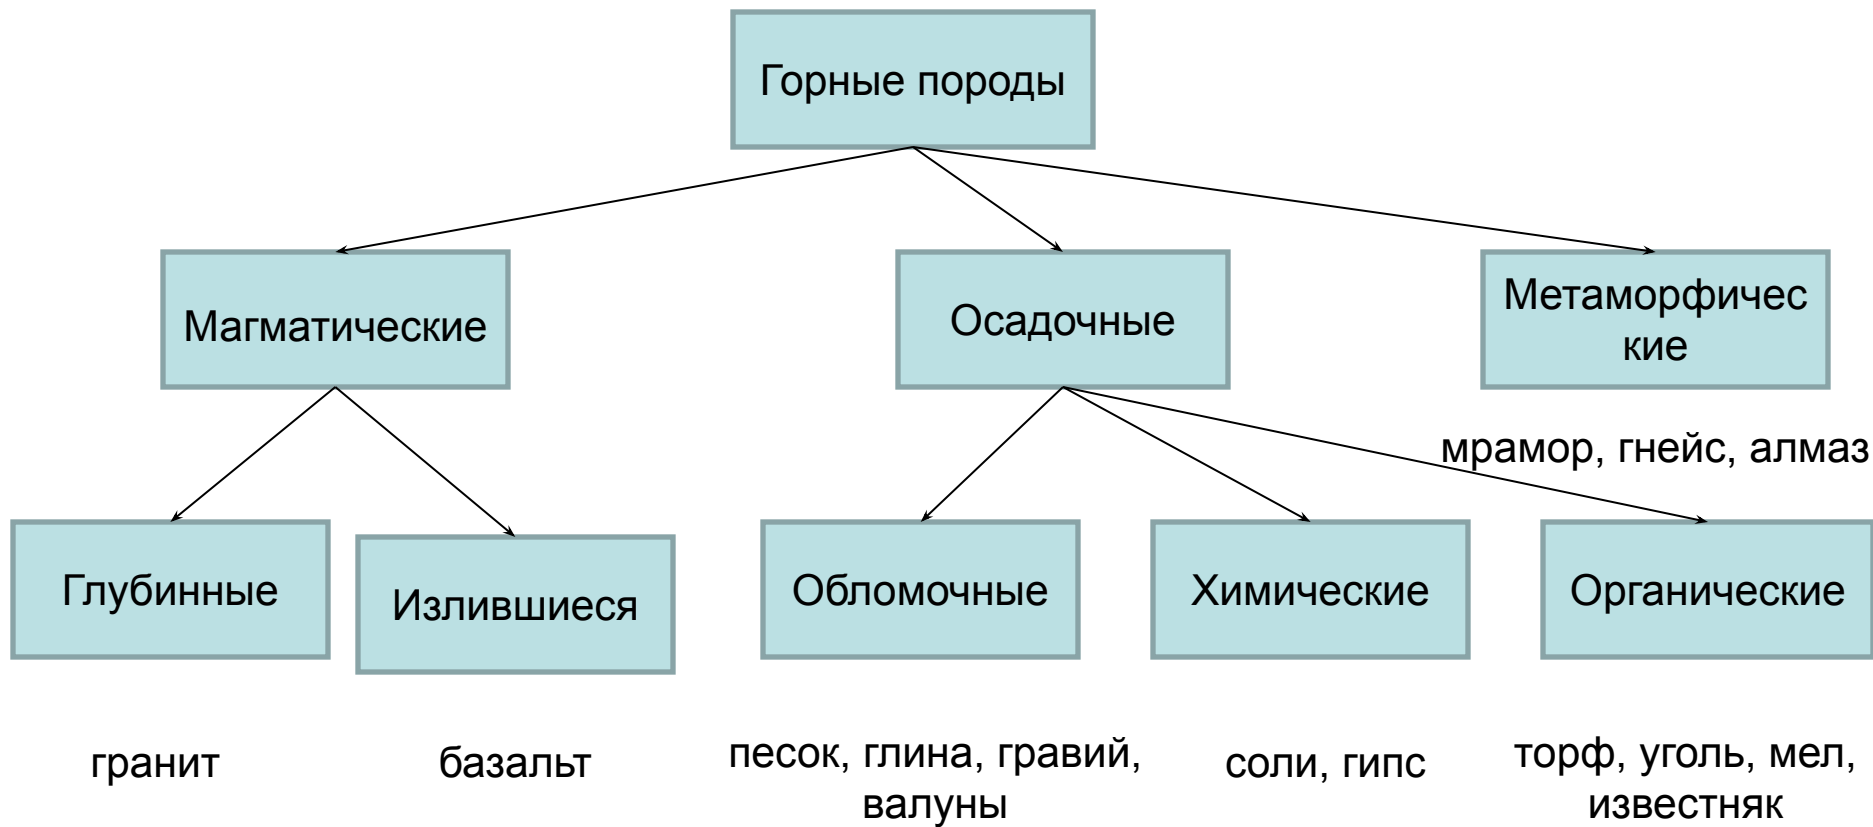 Горные породы
Магматические
Осадочные
Метаморфичес
кие
мрамор, гнейс, алмаз
Глубинные
Излившиеся
Обломочные
Химические
Органические
гранит
базальт
песок, глина, гравий,
валуны
соли, гипс
торф, уголь, мел,
известняк